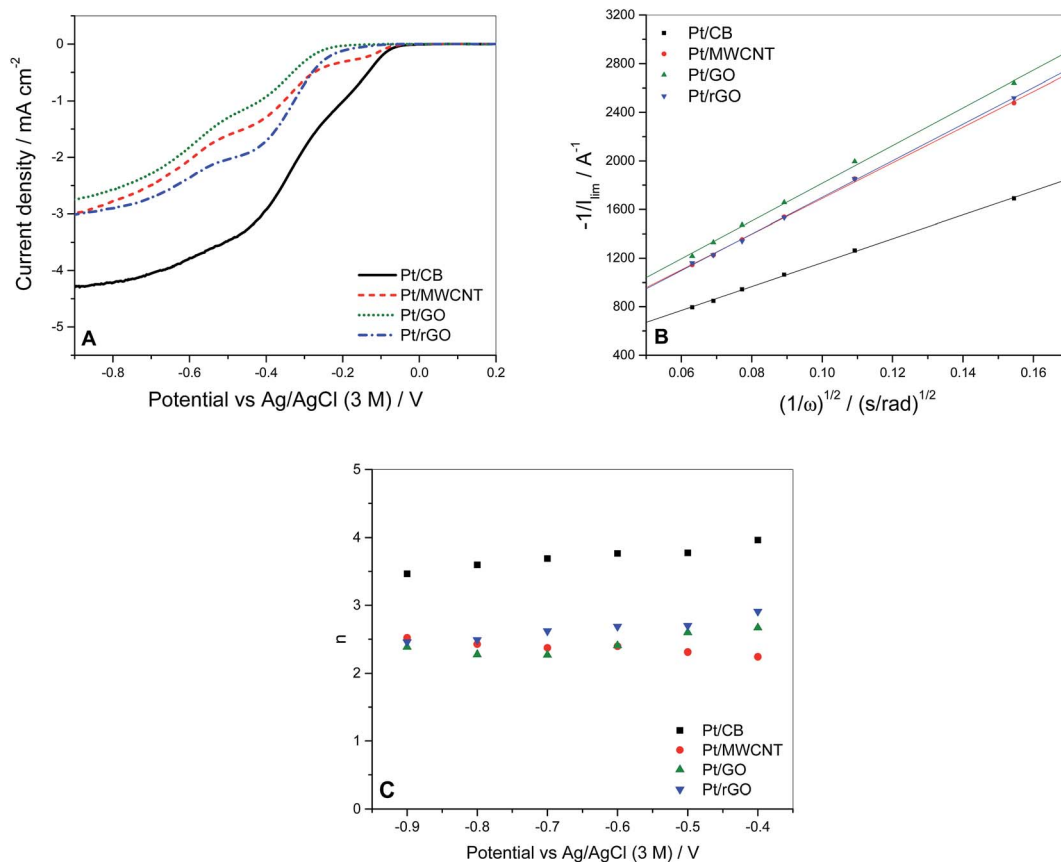 0
-1
-2
-3
-4
-5
Current density / mA cm⁻²
Pt/CB
Pt/MWCNT
Pt/GO
Pt/rGO
A
-0.8 -0.6 -0.4 -0.2 0.0 0.2
Potential vs Ag/AgCl (3 M) / V
3200
2800
2400
2000
1600
1200
800
400
-1/I_lim / A⁻¹
Pt/CB
Pt/MWCNT
Pt/GO
Pt/rGO
B
0.06 0.08 0.10 0.12 0.14 0.16
(1/ω)^1/2 / (s/rad)^1/2
5
4
3
2
1
0
n
Pt/CB
Pt/MWCNT
Pt/GO
Pt/rGO
C
-0.9 -0.8 -0.7 -0.6 -0.5 -0.4
Potential vs Ag/AgCl (3 M) / V